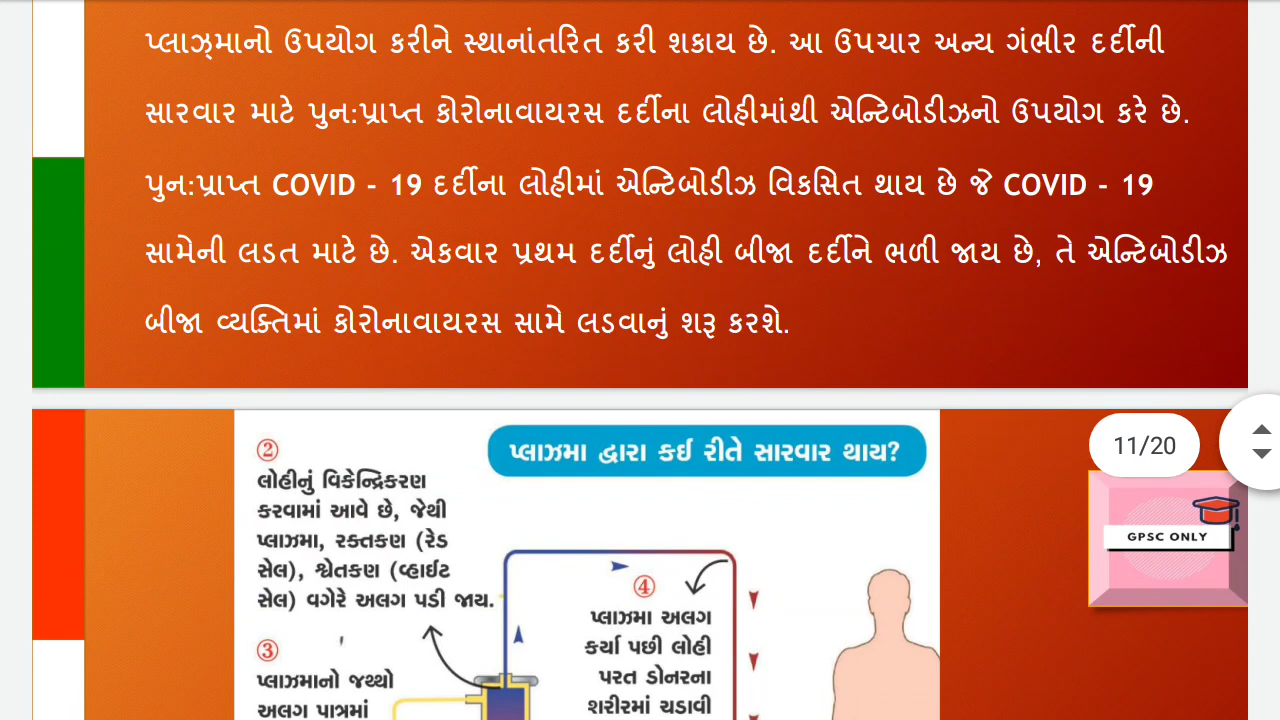 પ્લાઝ્માનો ઉપયોગ કરીને સ્થાનાંતરિત કરી શકાય છે. આ ઉપચાર અન્ય ગંભીર દર્દીની
સારવાર માટે પુન:પ્રાપ્ત કોરોનાવાયરસ દર્દીના લોહીમાંથી એન્ટિબોડીઝનો ઉપયોગ કરે છે.
પુન:પ્રાપ્ત COVID - 19 દર્દીના લોહીમાં એન્ટિબોડીઝ વિકસિત થાય છે જે COVID - 19
સામેની લડત માટે છે. એકવાર પ્રથમ દર્દીનું લોહી બીજા દર્દીને ભળી જાય છે, તે એન્ટિબોડીઝ
બીજા વ્યક્તિમાં કોરોનાવાયરસ સામે લડવાનું શરૂ કરશે.
પ્લાઝમા દ્વારા કઈ રીતે સારવાર થાય?
②
લોહીનું વિકેન્દ્રિકરણ
કરવામાં આવે છે, જેથી
પ્લાઝમા, રક્તકણ (રેડ
સેલ), શ્વેતકણ (વ્હાઈટ
સેલ) વગેરે અલગ પડી જાય.
③
પ્લાઝમાનો જથ્થો
અલગ પાત્રમાં
④
પ્લાઝમા અલગ
કર્યા પછી લોહી
પરત ડોનરના
શરીરમાં ચડાવી
11/20
GPSC ONLY